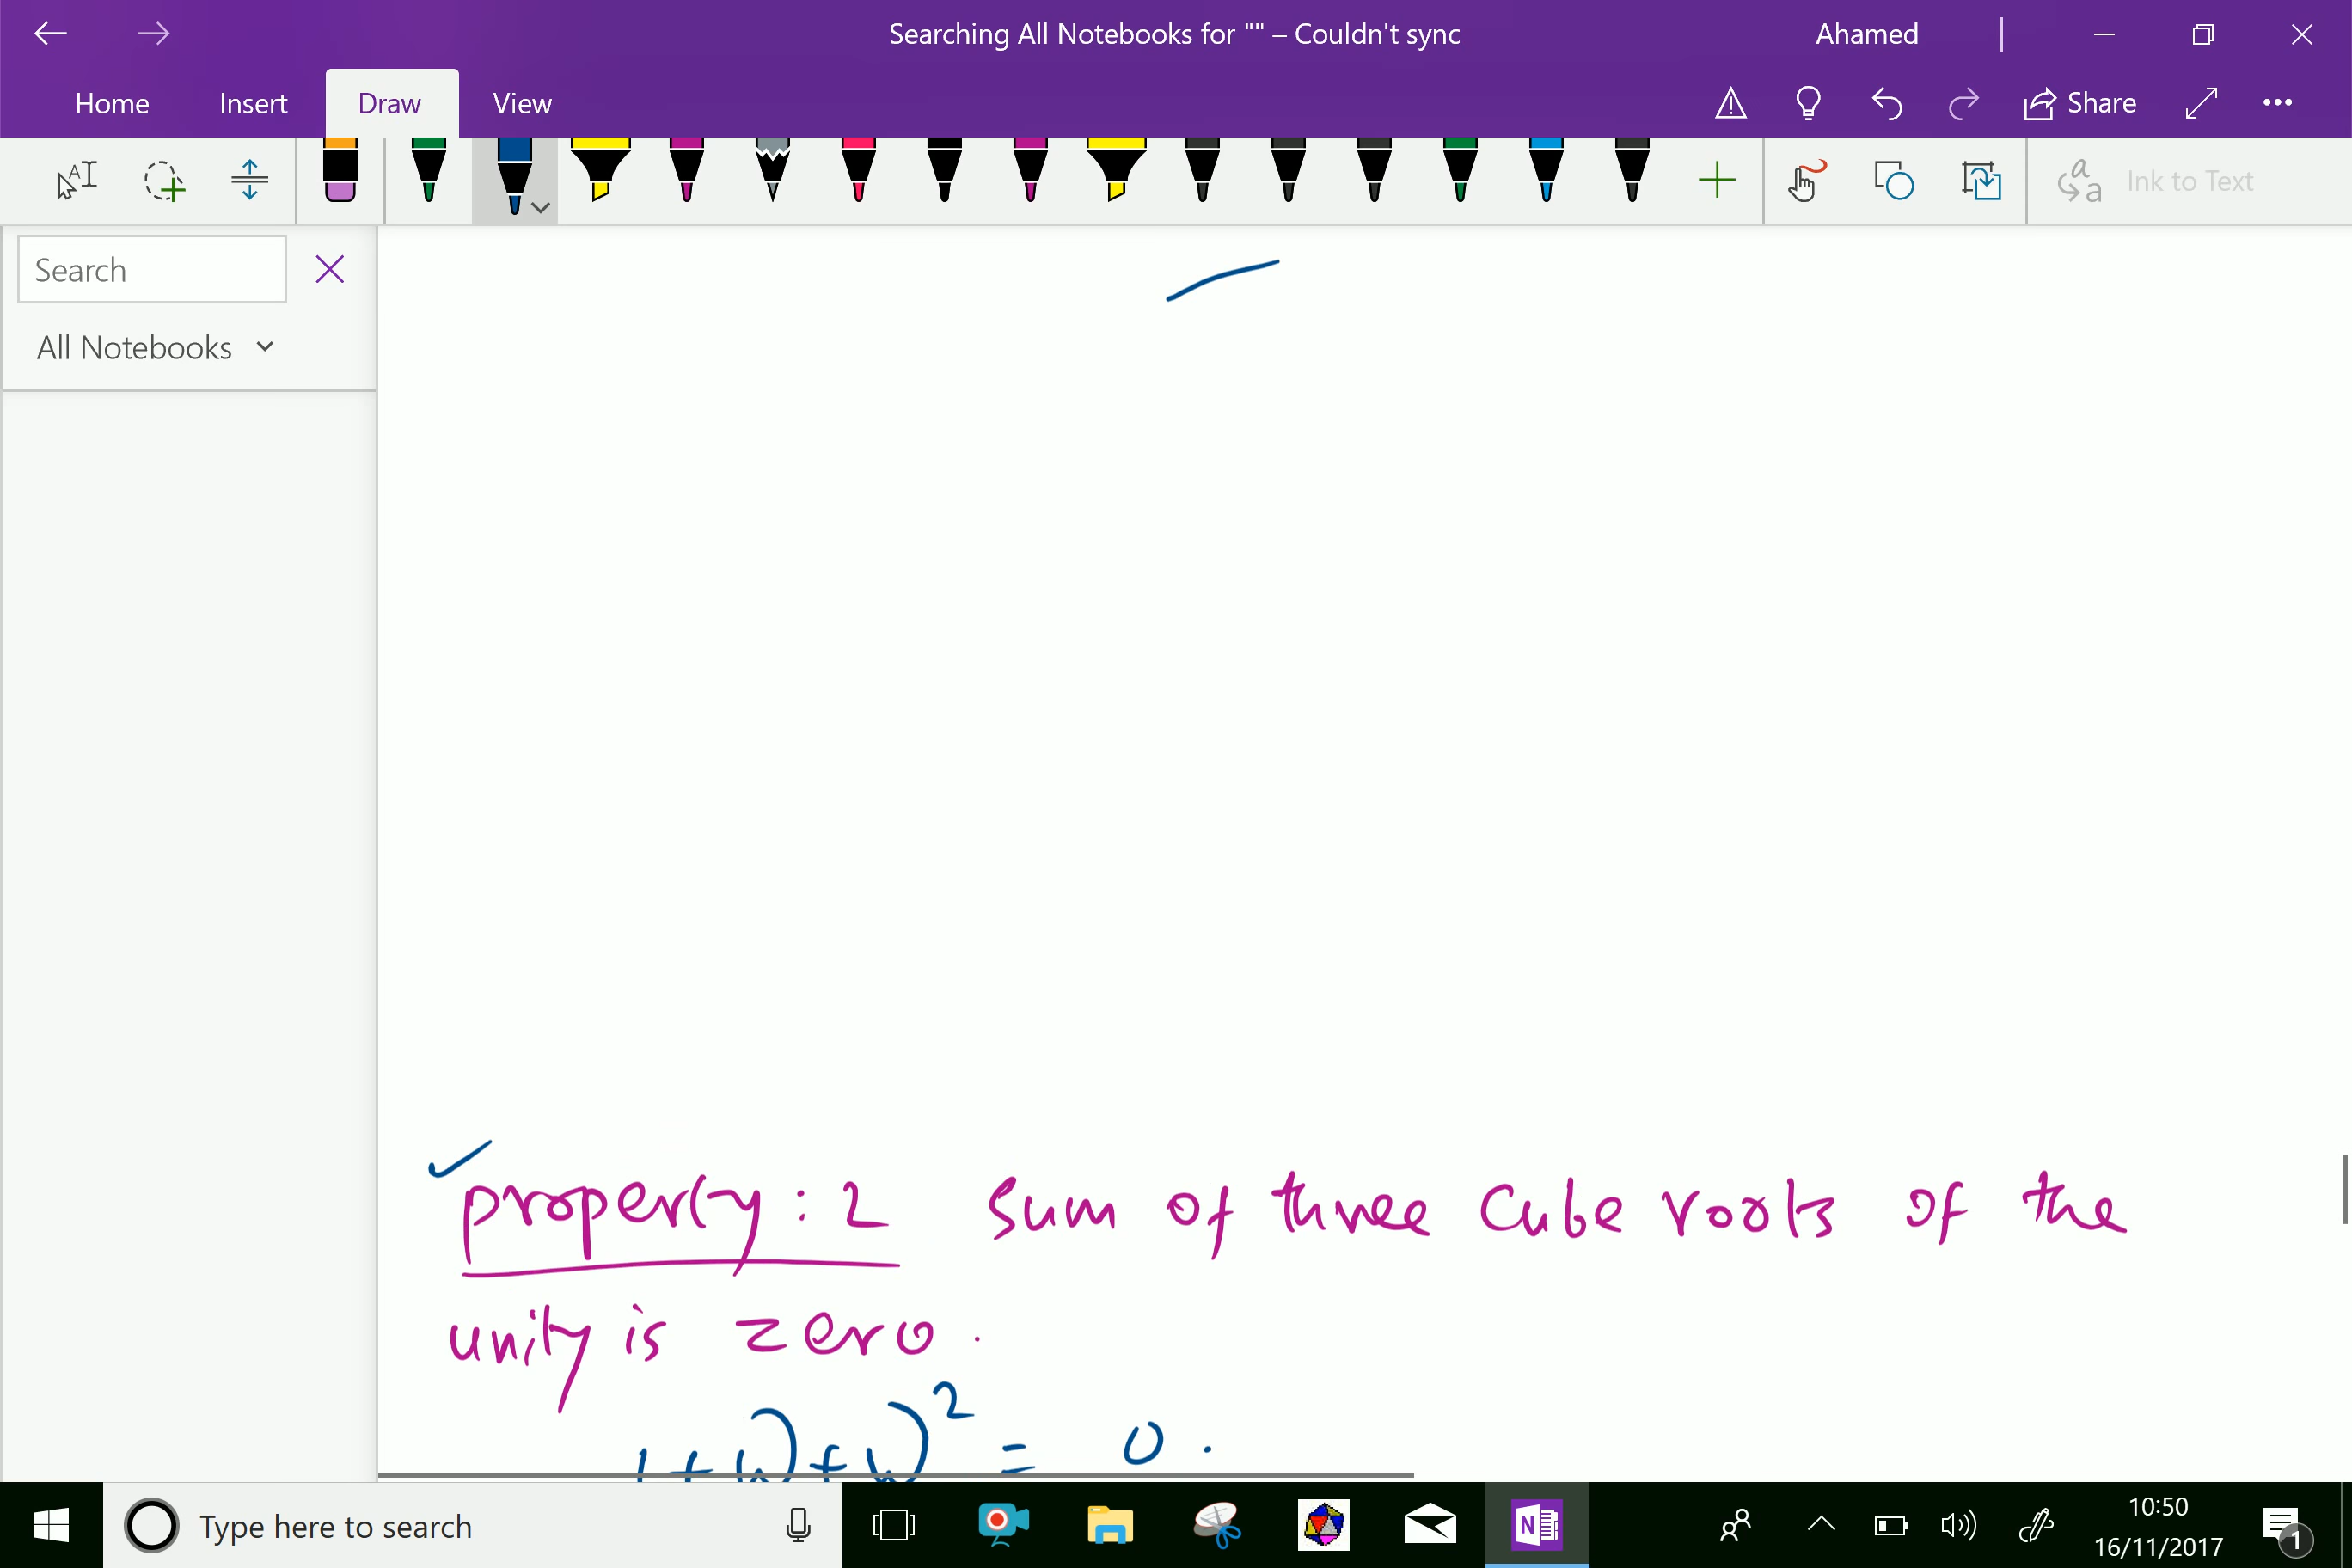 Searching All Notebooks for "" – Couldn't sync
Ahamed
Home Insert Draw View
Share
Ink to Text
Search
All Notebooks
property : 2 Sum of three Cube roots of the
unity is zero.
1 + ω + ω² = 0.
Type here to search
N
10:50
16/11/2017
1